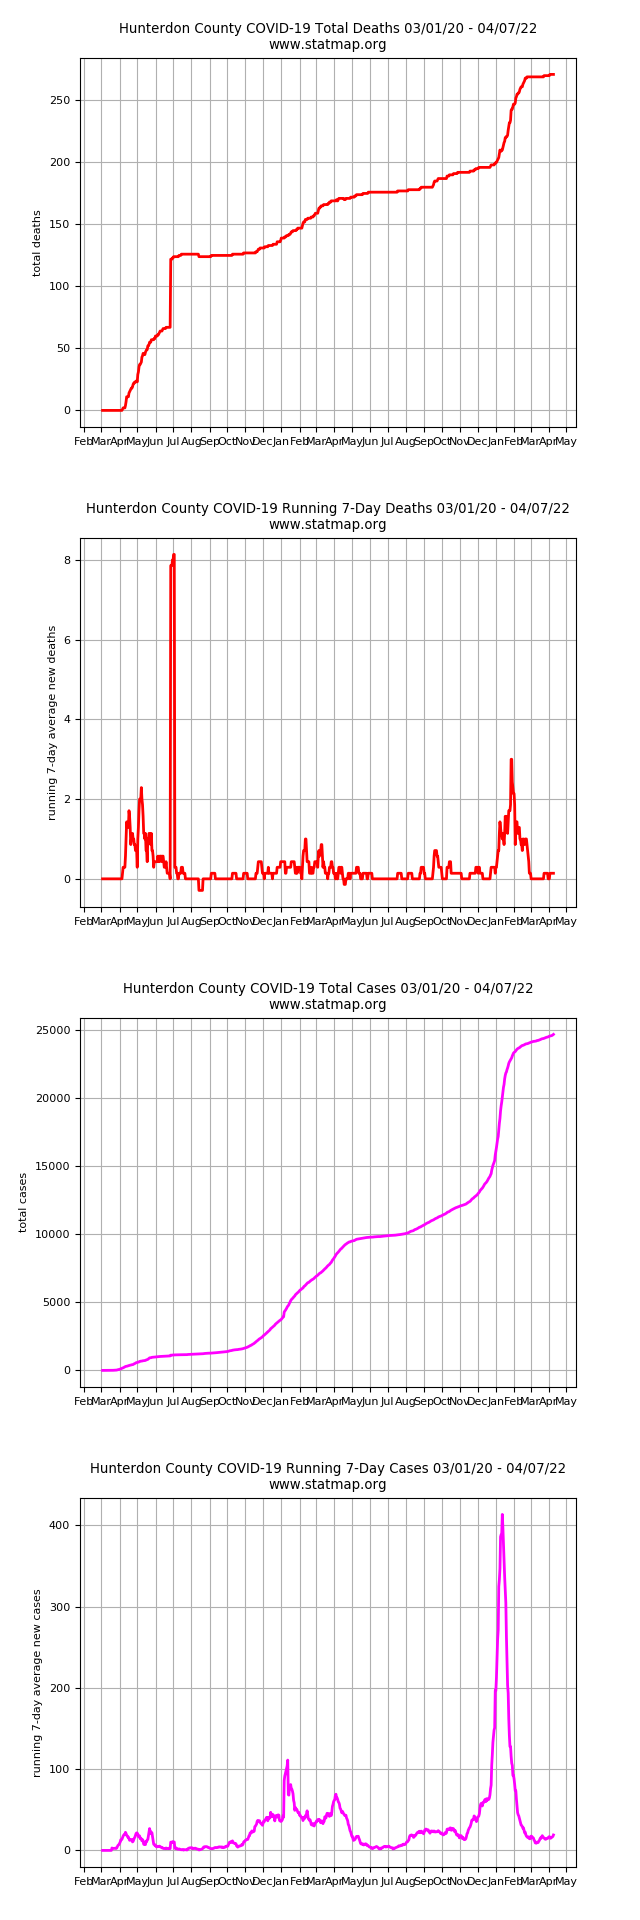 Hunterdon County COVID-19 Total Deaths 03/01/20 - 04/07/22
www.statmap.org
total deaths
250
200
150
100
50
0
Feb Mar Apr May Jun Jul Aug Sep Oct Nov Dec Jan Feb Mar Apr May Jun Jul Aug Sep Oct Nov Dec Jan Feb Mar Apr May
Hunterdon County COVID-19 Running 7-Day Deaths 03/01/20 - 04/07/22
www.statmap.org
running 7-day average new deaths
8
6
4
2
0
Feb Mar Apr May Jun Jul Aug Sep Oct Nov Dec Jan Feb Mar Apr May Jun Jul Aug Sep Oct Nov Dec Jan Feb Mar Apr May
Hunterdon County COVID-19 Total Cases 03/01/20 - 04/07/22
www.statmap.org
total cases
25000
20000
15000
10000
5000
0
Feb Mar Apr May Jun Jul Aug Sep Oct Nov Dec Jan Feb Mar Apr May Jun Jul Aug Sep Oct Nov Dec Jan Feb Mar Apr May
Hunterdon County COVID-19 Running 7-Day Cases 03/01/20 - 04/07/22
www.statmap.org
running 7-day average new cases
400
300
200
100
0
Feb Mar Apr May Jun Jul Aug Sep Oct Nov Dec Jan Feb Mar Apr May Jun Jul Aug Sep Oct Nov Dec Jan Feb Mar Apr May